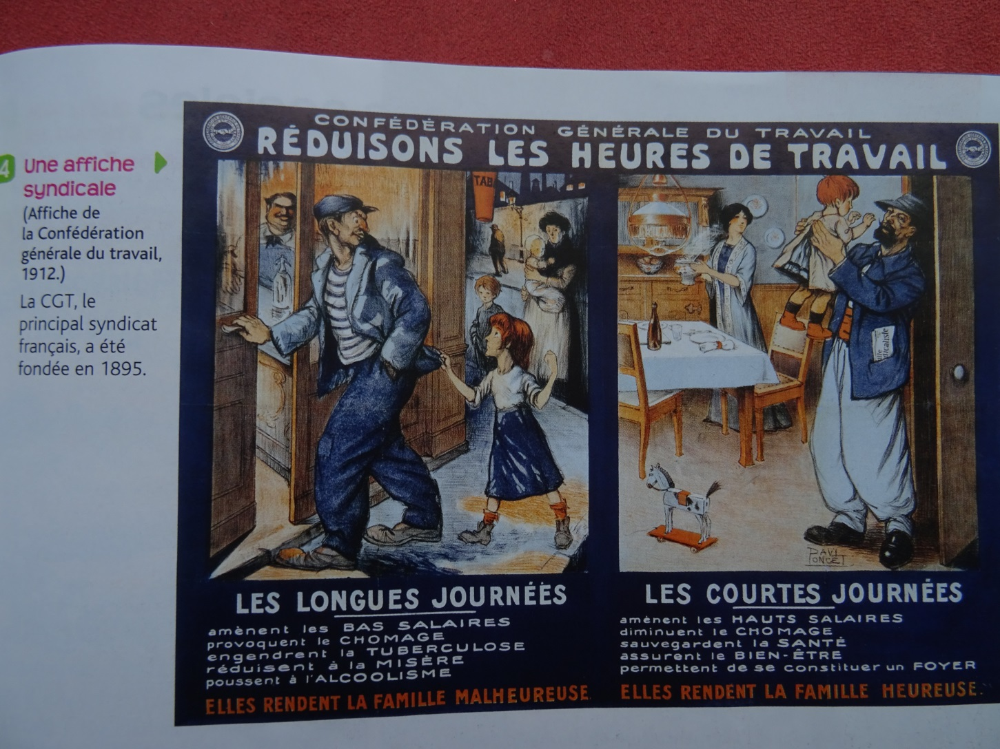 4 Une affiche
syndicale
(Affiche de
la Confédération
générale du travail,
1912.)
La CGT, le
principal syndicat
français, a été
fondée en 1895.
CONFÉDÉRATION GÉNÉRALE DU TRAVAIL
RÉDUISONS LES HEURES DE TRAVAIL
TAB
DAVI
PONCET
LES LONGUES JOURNÉES
amènent les BAS SALAIRES
provoquent le CHOMAGE
engendrent la TUBERCULOSE
réduisent à la MISÈRE
poussent à l'ALCOOLISME
ELLES RENDENT LA FAMILLE MALHEUREUSE.
LES COURTES JOURNÉES
amènent les HAUTS SALAIRES
diminuent le CHOMAGE
sauvegardent la SANTÉ
assurent le BIEN-ÊTRE
permettent de se constituer un FOYER
ELLES RENDENT LA FAMILLE HEUREUSE.